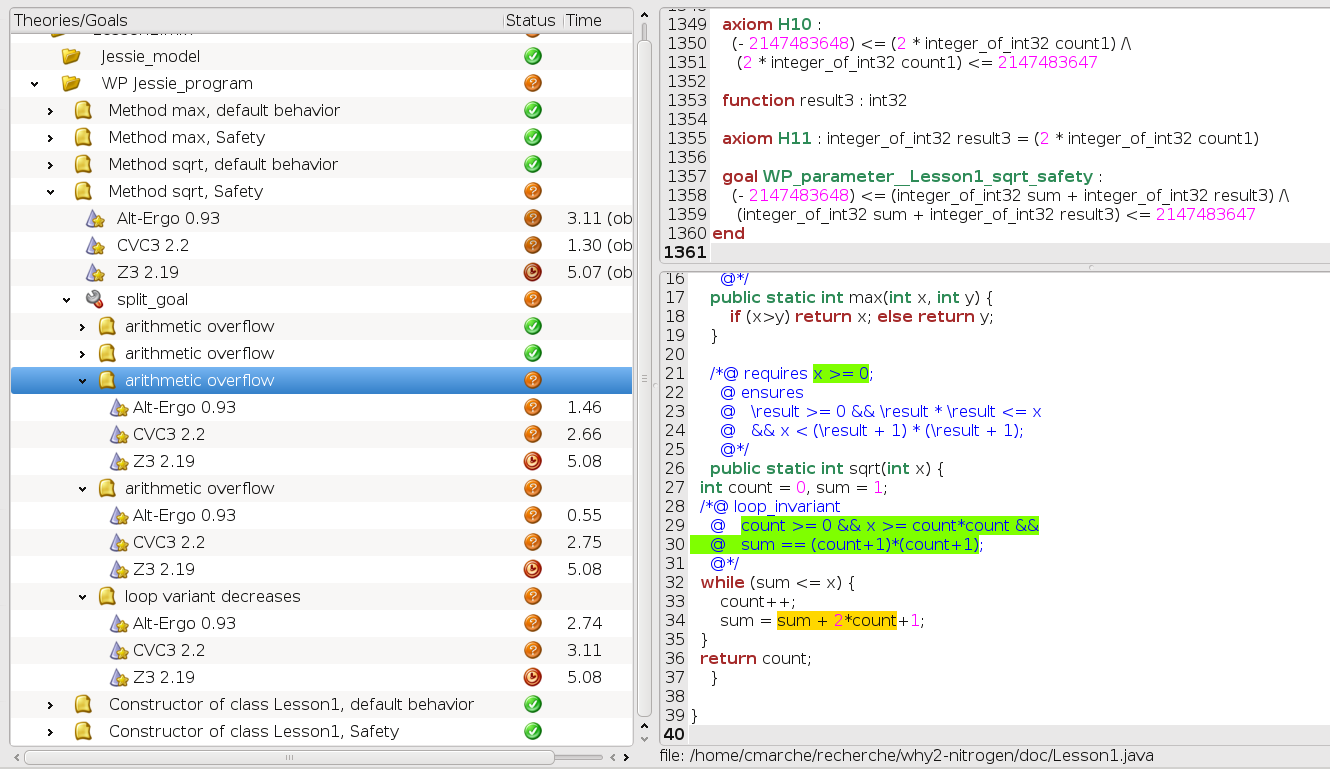 Theories/Goals Status Time
Jessie_model
WP Jessie_program
Method max, default behavior
Method max, Safety
Method sqrt, default behavior
Method sqrt, Safety
Alt-Ergo 0.93 3.11 (ob
CVC3 2.2 1.30 (ob
Z3 2.19 5.07 (ob
split_goal
arithmetic overflow
arithmetic overflow
arithmetic overflow
Alt-Ergo 0.93 1.46
CVC3 2.2 2.66
Z3 2.19 5.08
arithmetic overflow
Alt-Ergo 0.93 0.55
CVC3 2.2 2.75
Z3 2.19 5.08
loop variant decreases
Alt-Ergo 0.93 2.74
CVC3 2.2 3.11
Z3 2.19 5.08
Constructor of class Lesson1, default behavior
Constructor of class Lesson1, Safety
1349 axiom H10 :
1350 (- 2147483648) <= (2 * integer_of_int32 count1) /\
1351 (2 * integer_of_int32 count1) <= 2147483647
1352
1353 function result3 : int32
1354
1355 axiom H11 : integer_of_int32 result3 = (2 * integer_of_int32 count1)
1356
1357 goal WP_parameter__Lesson1_sqrt_safety :
1358 (- 2147483648) <= (integer_of_int32 sum + integer_of_int32 result3) /\
1359 (integer_of_int32 sum + integer_of_int32 result3) <= 2147483647
1360 end
1361
16 @*/
17 public static int max(int x, int y) {
18 if (x>y) return x; else return y;
19 }
20
21 /*@ requires x >= 0;
22 @ ensures
23 @ \result >= 0 && \result * \result <= x
24 @ && x < (\result + 1) * (\result + 1);
25 @*/
26 public static int sqrt(int x) {
27 int count = 0, sum = 1;
28 /*@ loop_invariant
29 @ count >= 0 && x >= count*count &&
30 @ sum == (count+1)*(count+1);
31 @*/
32 while (sum <= x) {
33 count++;
34 sum = sum + 2*count+1;
35 }
36 return count;
37 }
38
39 }
40
file: /home/cmarche/recherche/why2-nitrogen/doc/Lesson1.java